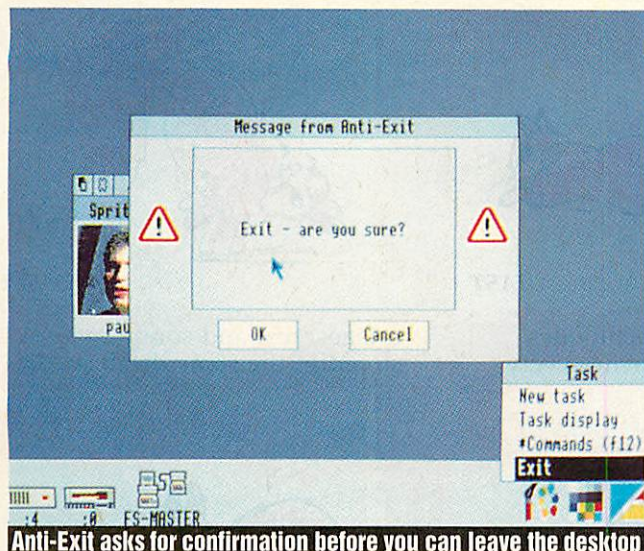 Message from Anti-Exit
Sprit
Exit - are you sure?
pau
OK
Cancel
Task
New task
Task display
*Commands (f12)
Exit
:4
:0
FS-MASTER
Anti-Exit asks for confirmation before you can leave the desktop